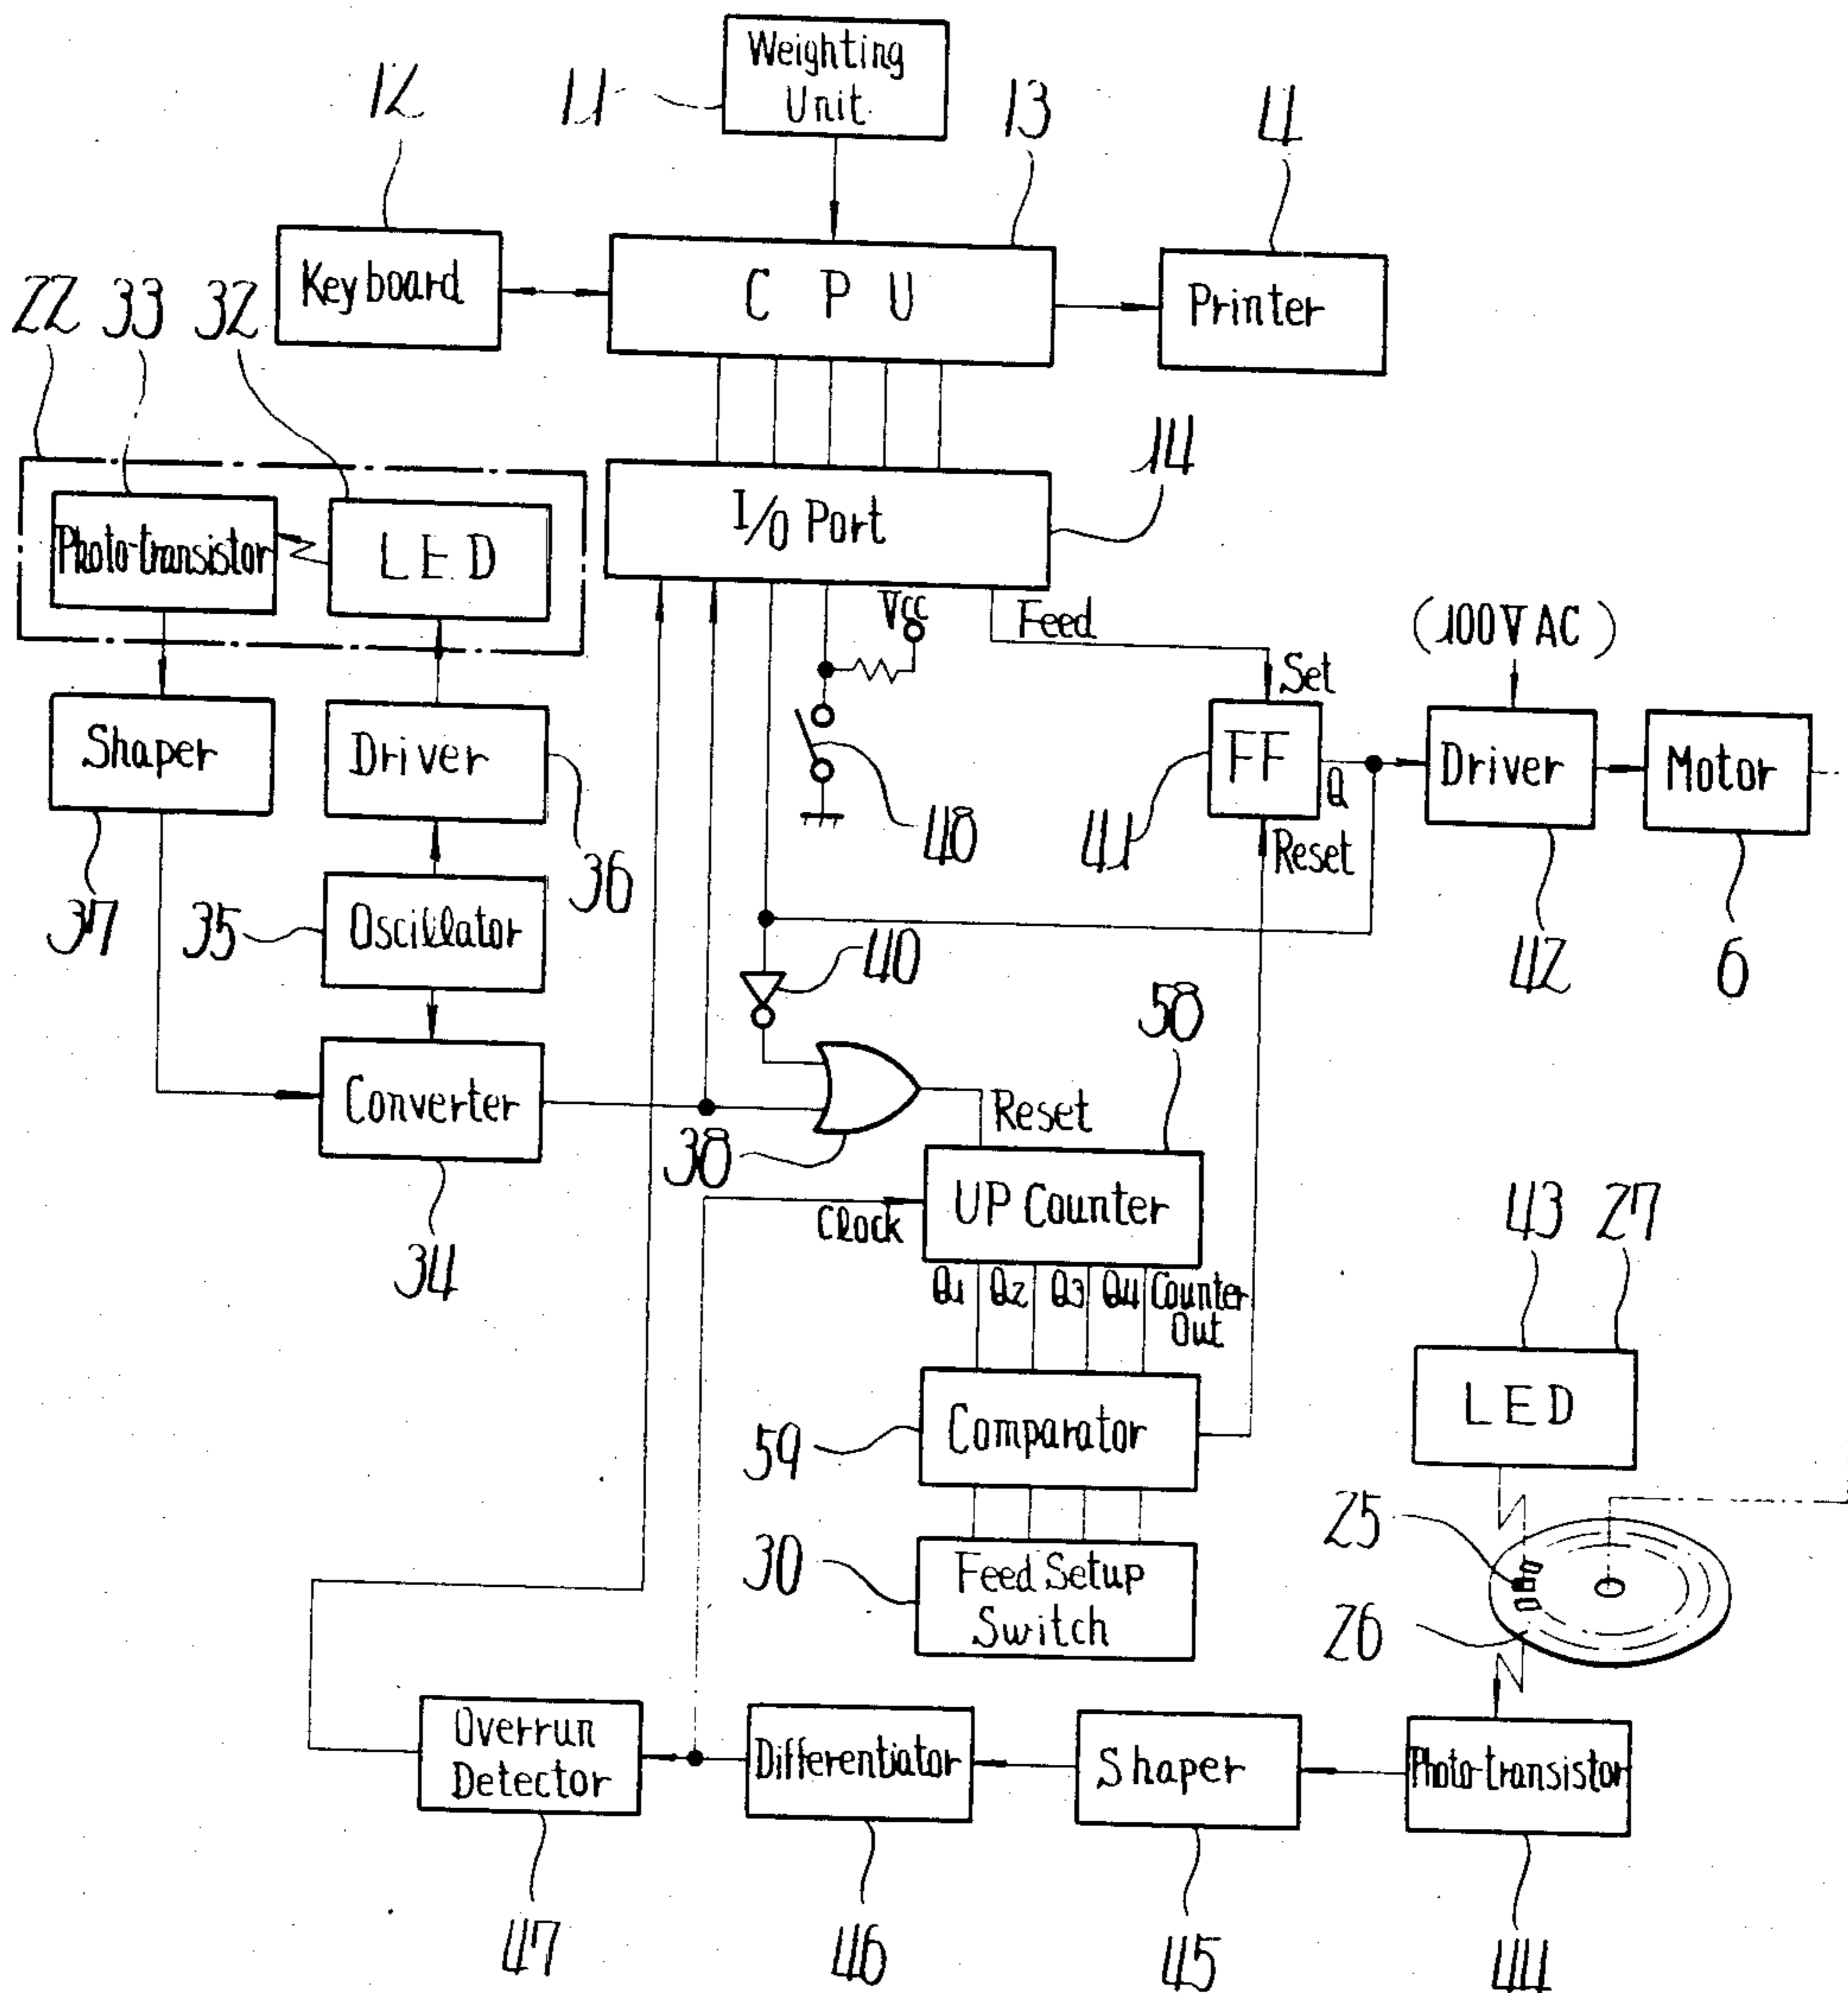 Weighting
Unit
11
12
13
4
Keyboard
C P U
Printer
22
33
32
14
Photo-transistor
LED
I/O Port
Vcc
Feed
(100V AC)
Set
Shaper
Driver
FF
Q
Driver
Motor
48
41
Reset
37
36
42
6
35
Oscillator
40
58
Converter
38
Reset
34
Clock
UP Counter
43
27
Q1
Q2
Q3
Q4
Counter
Out
LED
59
Comparator
25
30
Feed Setup
Switch
26
Overrun
Detector
Differentiator
Shaper
Photo-transistor
47
46
45
44